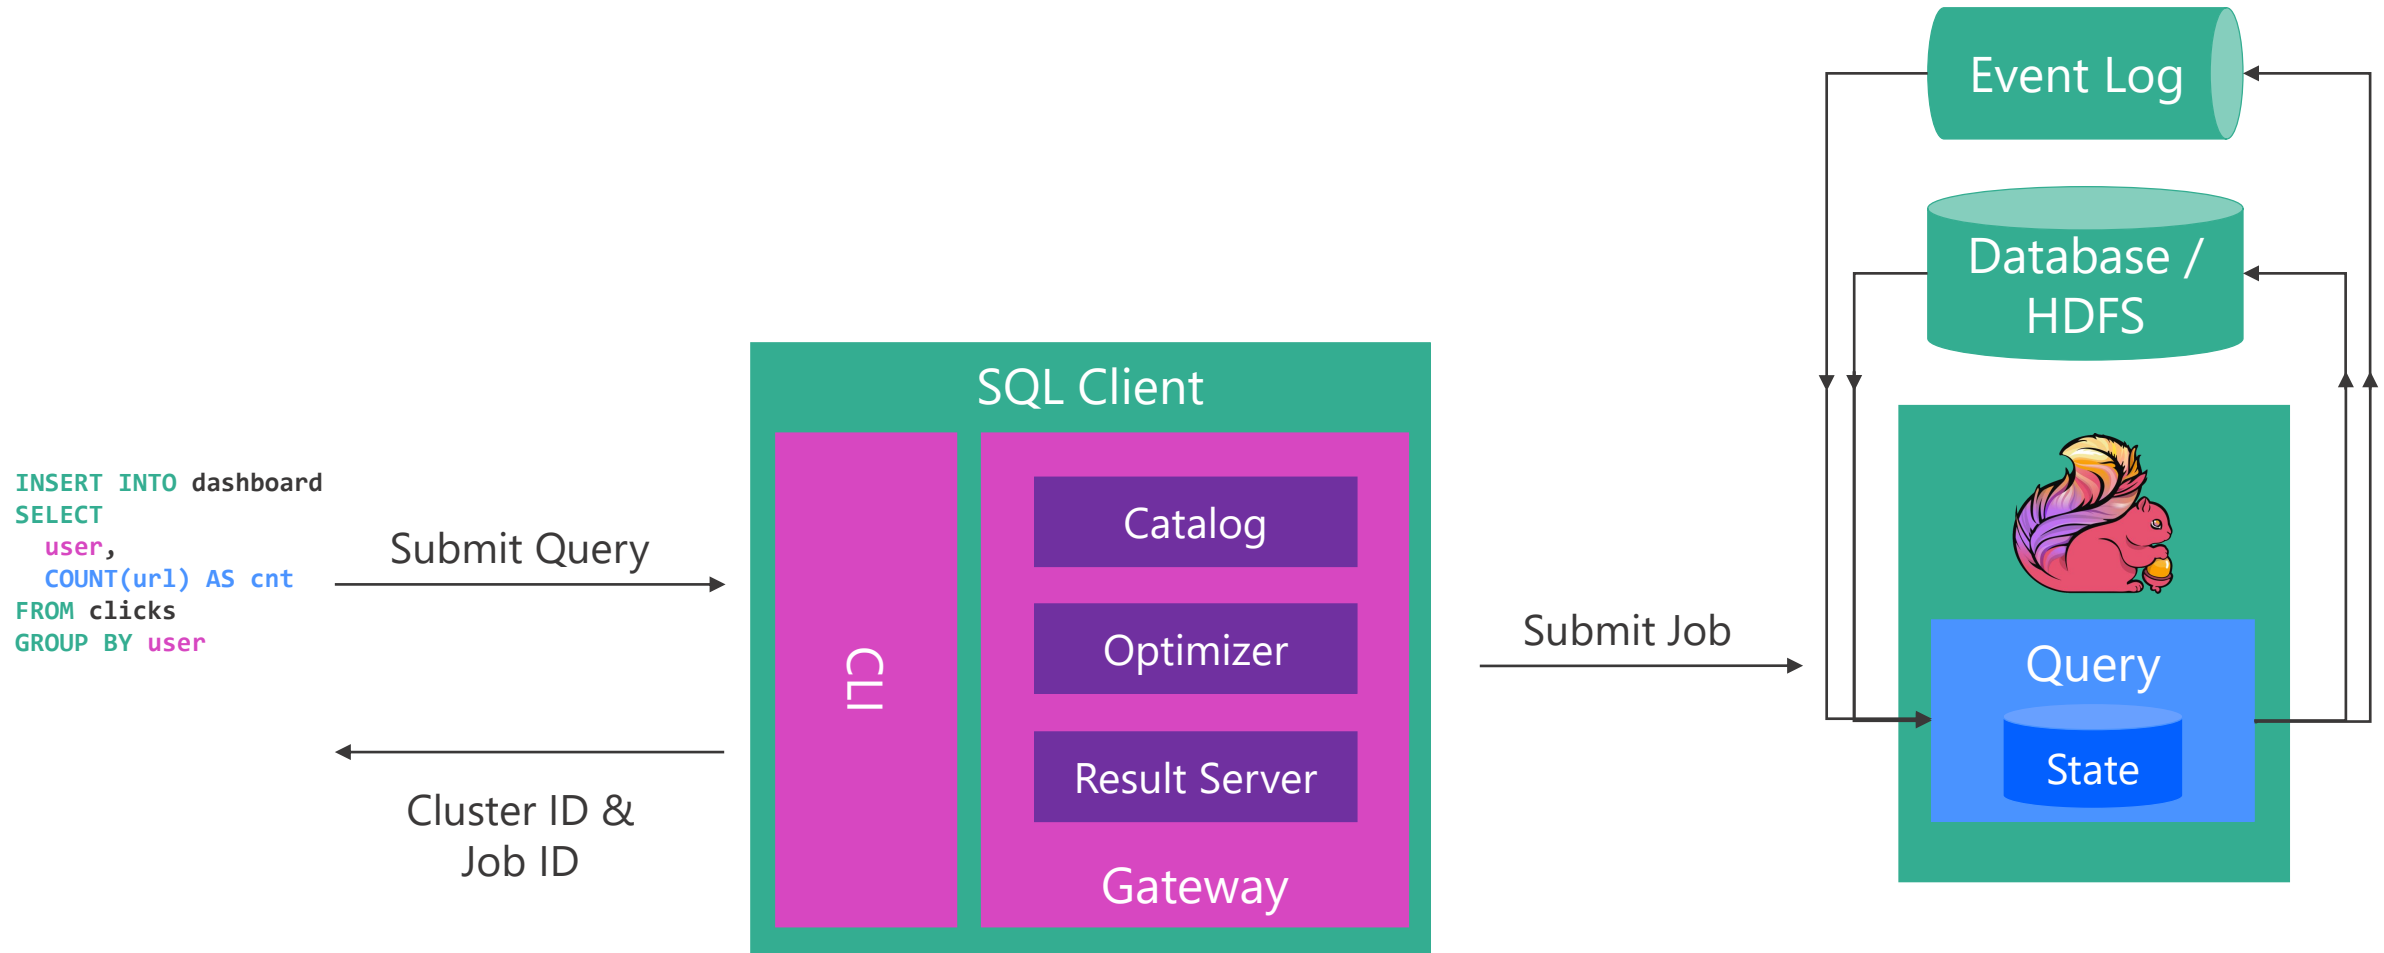 INSERT INTO dashboard
SELECT
user,
COUNT(url) AS cnt
FROM clicks
GROUP BY user
Submit Query
Cluster ID &
Job ID
SQL Client
CLI
Catalog
Optimizer
Result Server
Gateway
Submit Job
Event Log
Database /
HDFS
Query
State